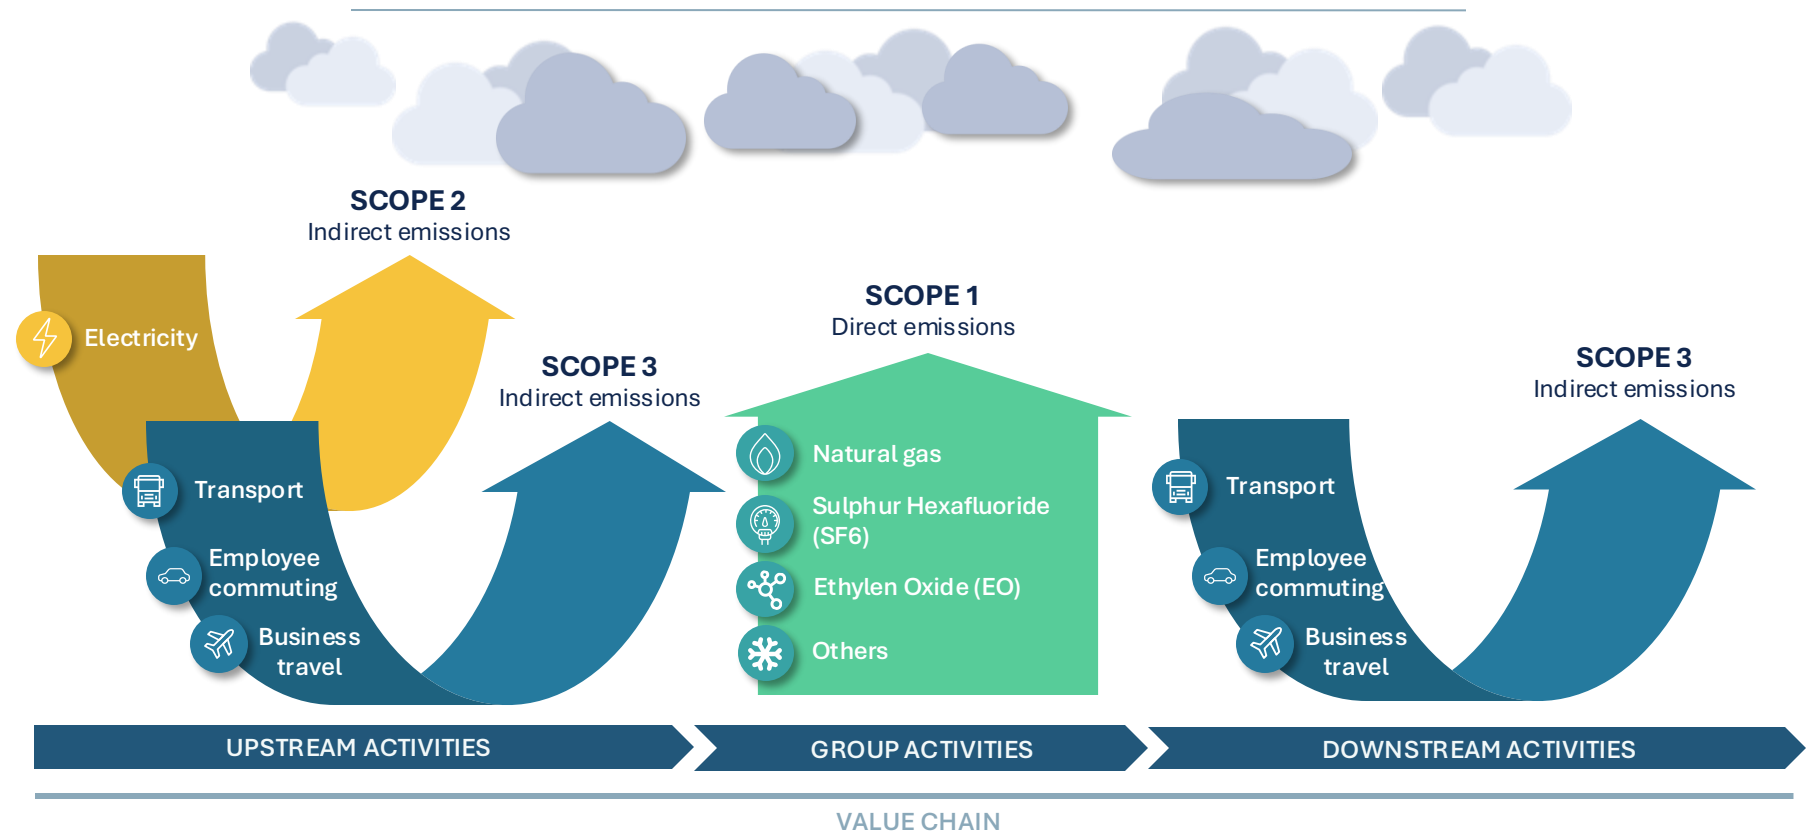 SCOPE 2
Indirect emissions
Electricity
SCOPE 3
Indirect emissions
Transport
Employee
commuting
Business
travel
SCOPE 1
Direct emissions
Natural gas
Sulphur Hexafluoride
(SF6)
Ethylen Oxide (EO)
Others
SCOPE 3
Indirect emissions
Transport
Employee
commuting
Business
travel
UPSTREAM ACTIVITIES
GROUP ACTIVITIES
DOWNSTREAM ACTIVITIES
VALUE CHAIN